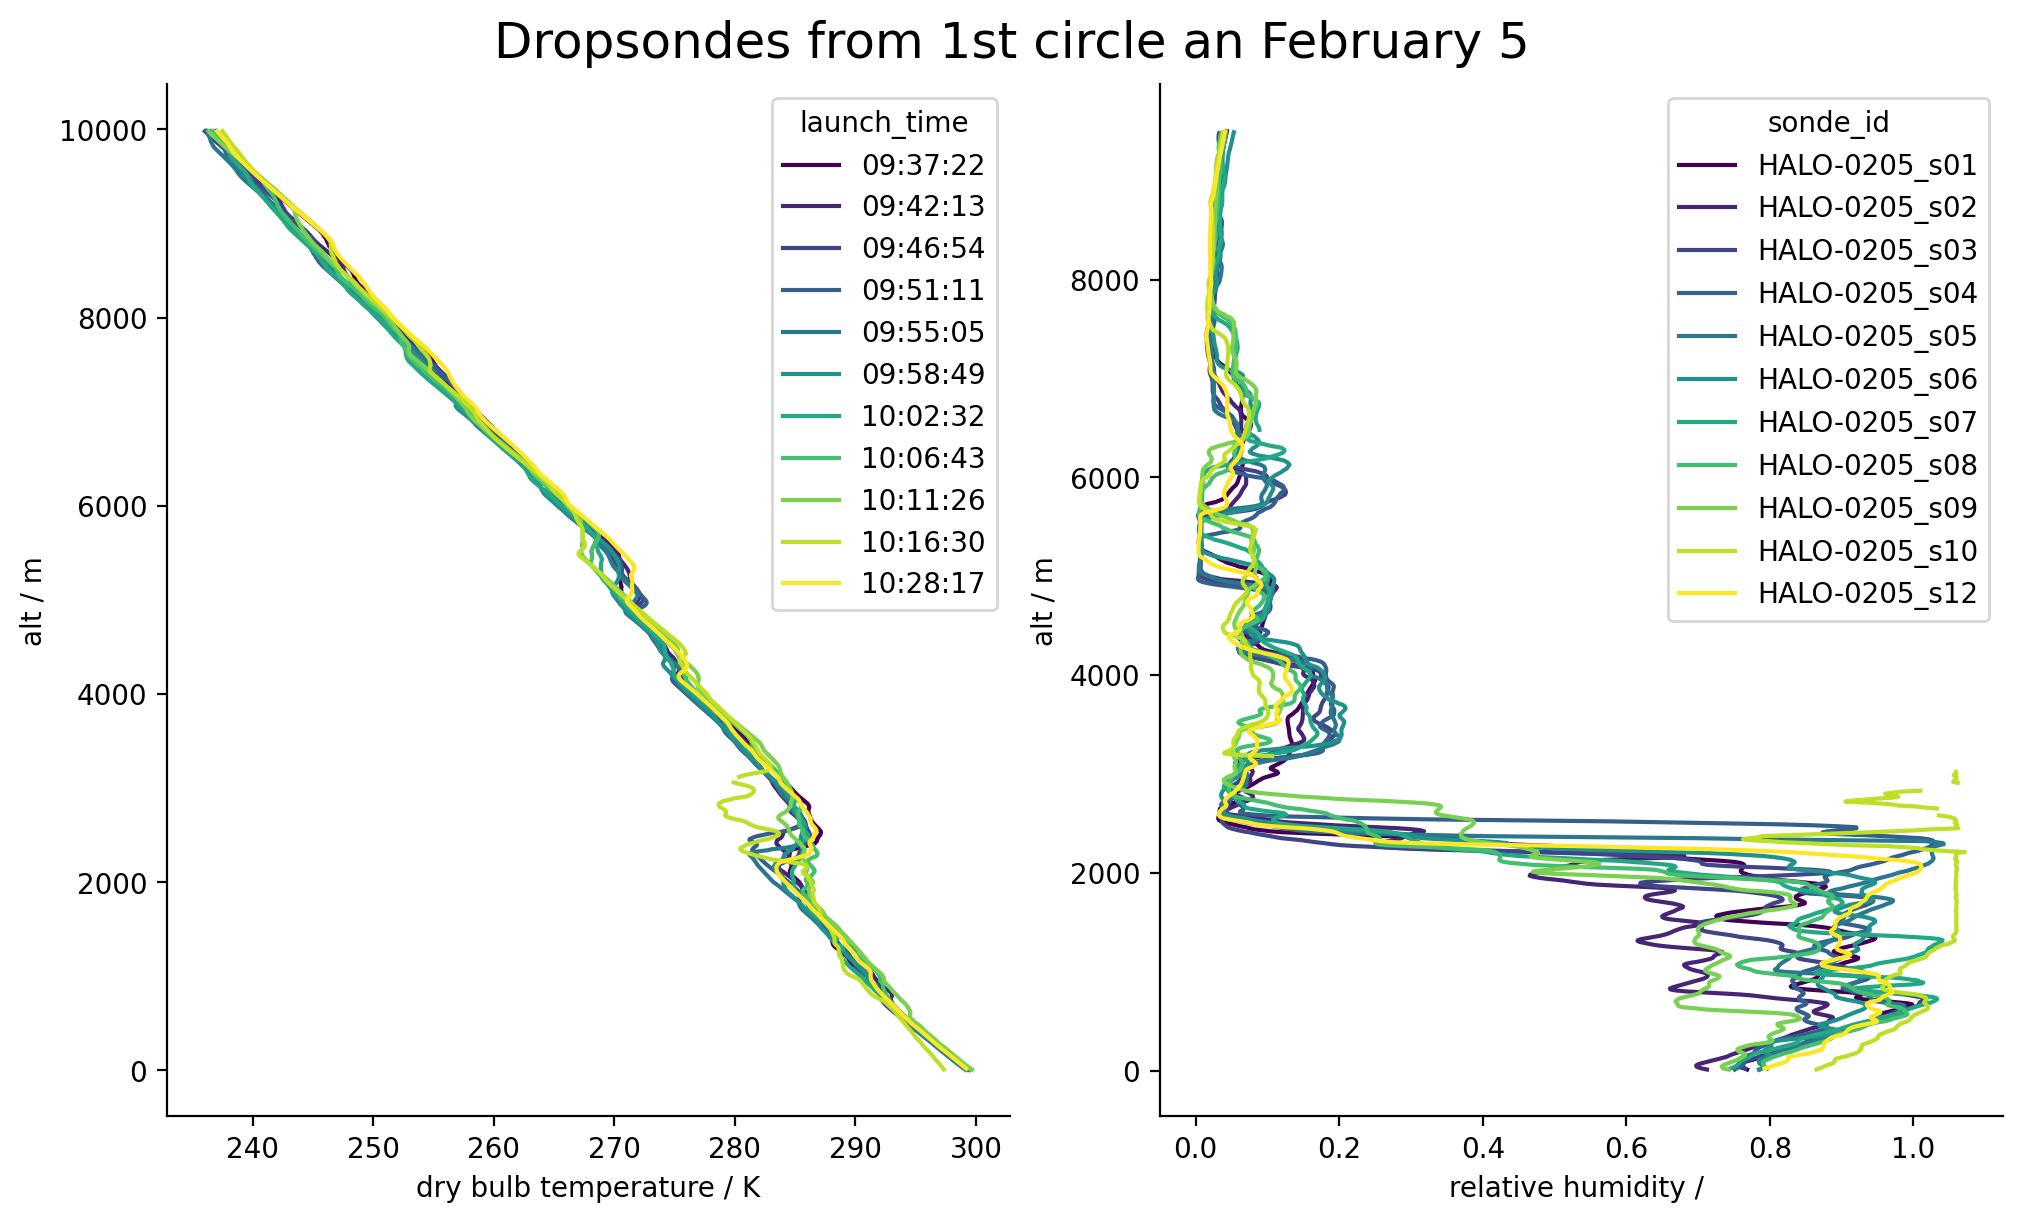 Dropsondes from 1st circle an February 5
launch_time
09:37:22
09:42:13
09:46:54
09:51:11
09:55:05
09:58:49
10:02:32
10:06:43
10:11:26
10:16:30
10:28:17
10000
8000
6000
4000
2000
0
alt / m
240 250 260 270 280 290 300
dry bulb temperature / K
sonde_id
HALO-0205_s01
HALO-0205_s02
HALO-0205_s03
HALO-0205_s04
HALO-0205_s05
HALO-0205_s06
HALO-0205_s07
HALO-0205_s08
HALO-0205_s09
HALO-0205_s10
HALO-0205_s12
8000
6000
4000
2000
0
alt / m
0.0 0.2 0.4 0.6 0.8 1.0
relative humidity /